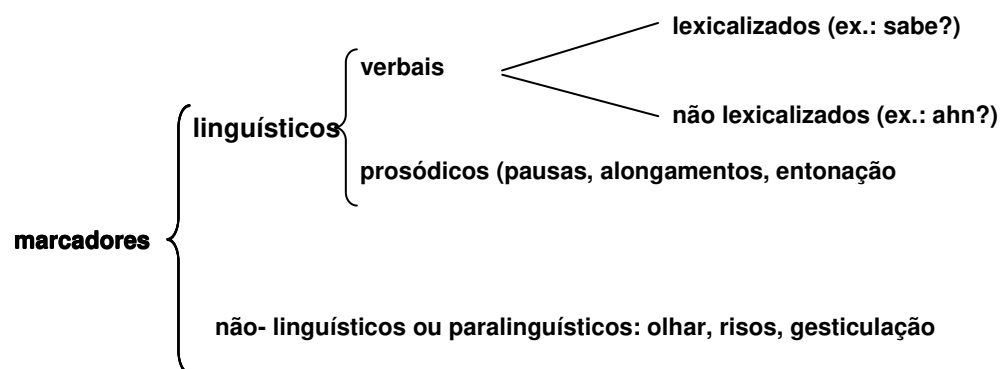 lexicalizados (ex.: sabe?)
verbais
não lexicalizados (ex.: ahn?)
linguísticos
prosódicos (pausas, alongamentos, entonação
marcadores
não- linguísticos ou paralinguísticos: olhar, risos, gesticulação